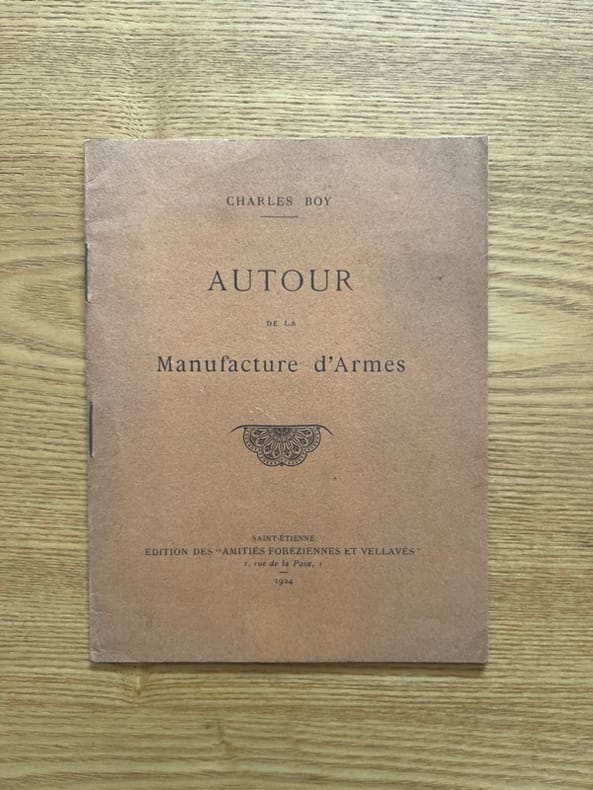 CHARLES BOY
AUTOUR
DE LA
Manufacture d'Armes
SAINT-ÉTIENNE
EDITION DES "AMITIÉS FORÉZIENNES ET VELLAVES"
1, rue de la Paix, 1
1924